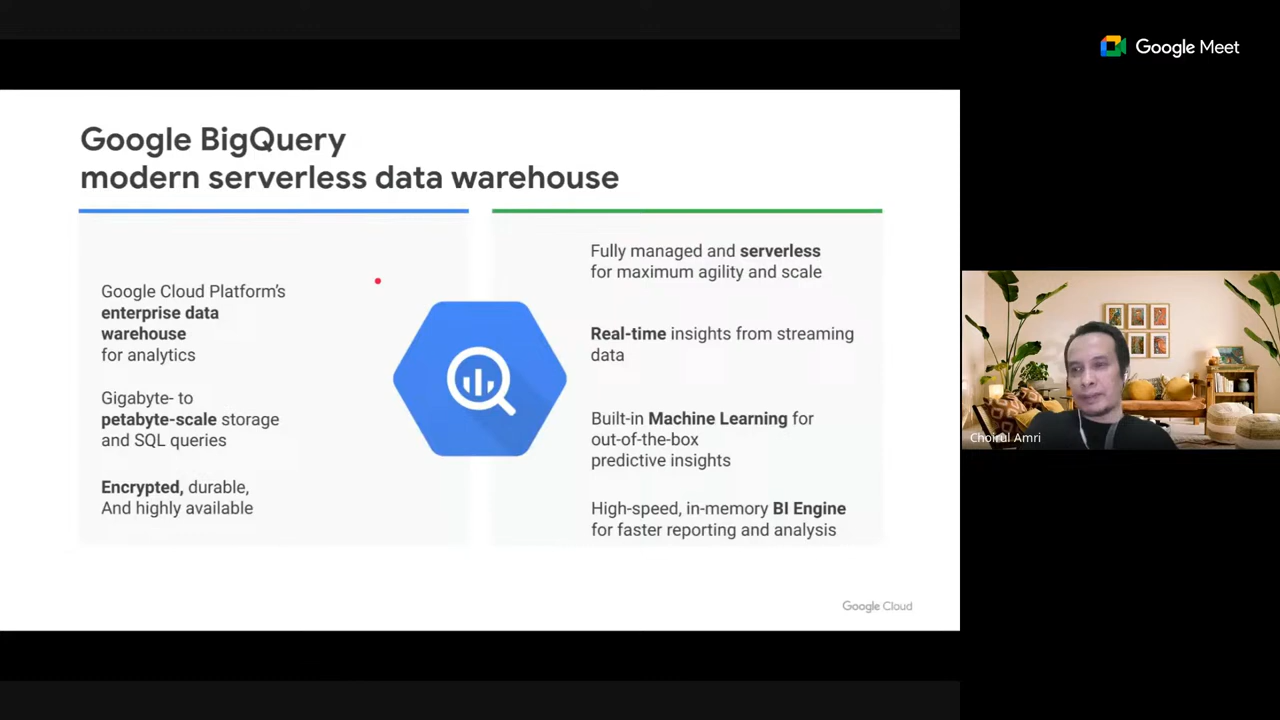 Google Meet
Google BigQuery
modern serverless data warehouse
Google Cloud Platform's
enterprise data
warehouse
for analytics
Gigabyte- to
petabyte-scale storage
and SQL queries
Encrypted, durable,
And highly available
Fully managed and serverless
for maximum agility and scale
Real-time insights from streaming
data
Built-in Machine Learning for
out-of-the-box
predictive insights
High-speed, in-memory BI Engine
for faster reporting and analysis
Google Cloud
Choirul Amri